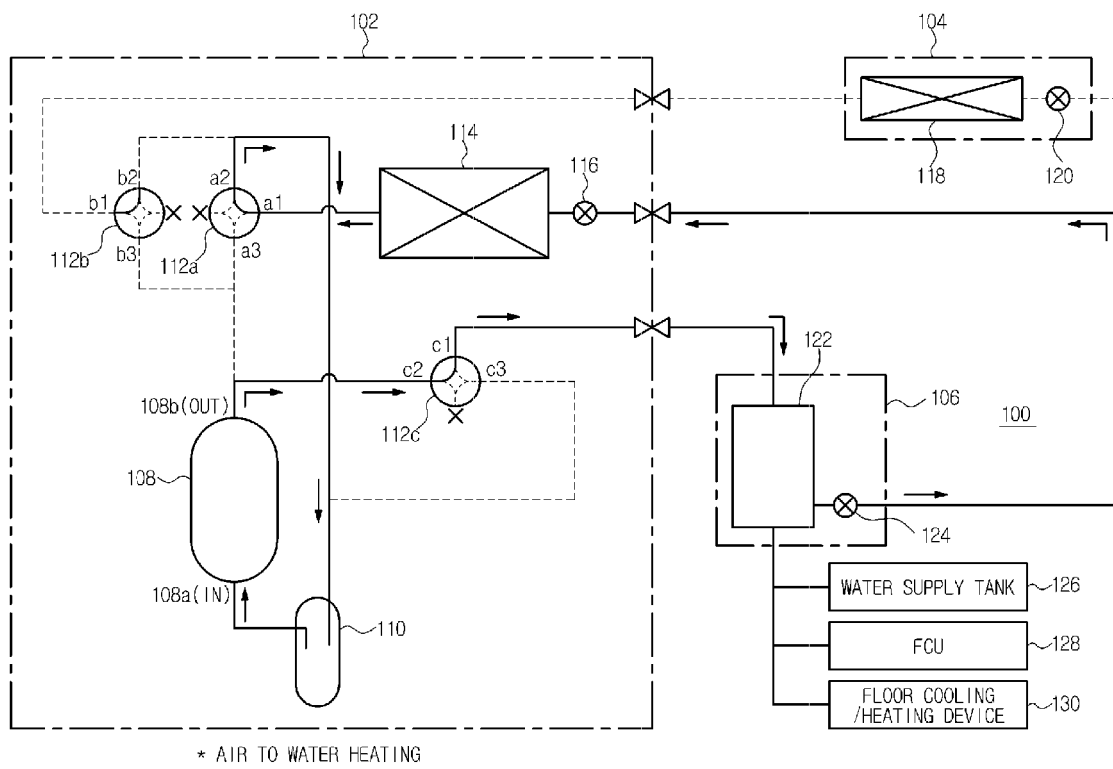 102
104
114
116
118
120
b2
a2
b1
a1
b3
a3
112b
112a
c1
c2
c3
122
106
100
108b(OUT)
112c
108
124
108a(IN)
110
WATER SUPPLY TANK
126
FCU
128
FLOOR COOLING
/HEATING DEVICE
130
* AIR TO WATER HEATING